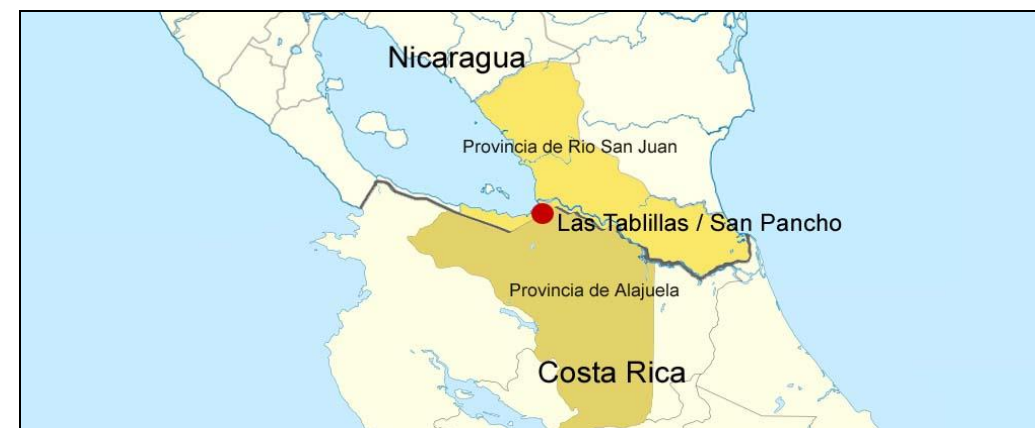 Nicaragua
Provincia de Rio San Juan
Las Tablillas / San Pancho
Provincia de Alajuela
Costa Rica